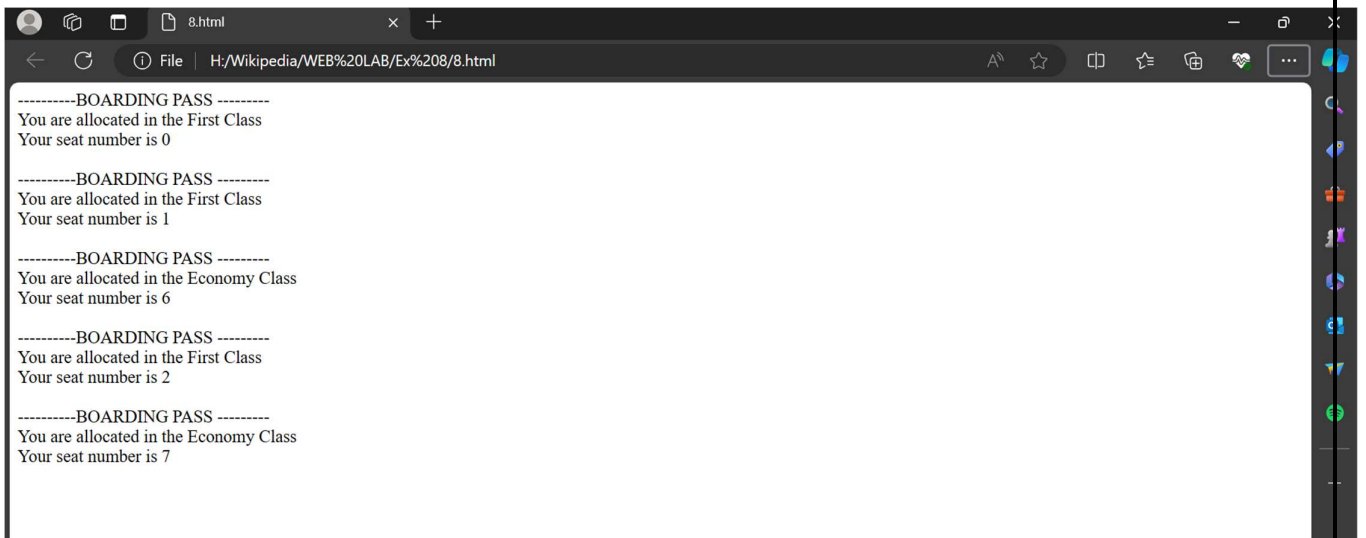 8.html
File | H:/Wikipedia/WEB%20LAB/Ex%208/8.html
----------BOARDING PASS ---------
You are allocated in the First Class
Your seat number is 0
----------BOARDING PASS ---------
You are allocated in the First Class
Your seat number is 1
----------BOARDING PASS ---------
You are allocated in the Economy Class
Your seat number is 6
----------BOARDING PASS ---------
You are allocated in the First Class
Your seat number is 2
----------BOARDING PASS ---------
You are allocated in the Economy Class
Your seat number is 7